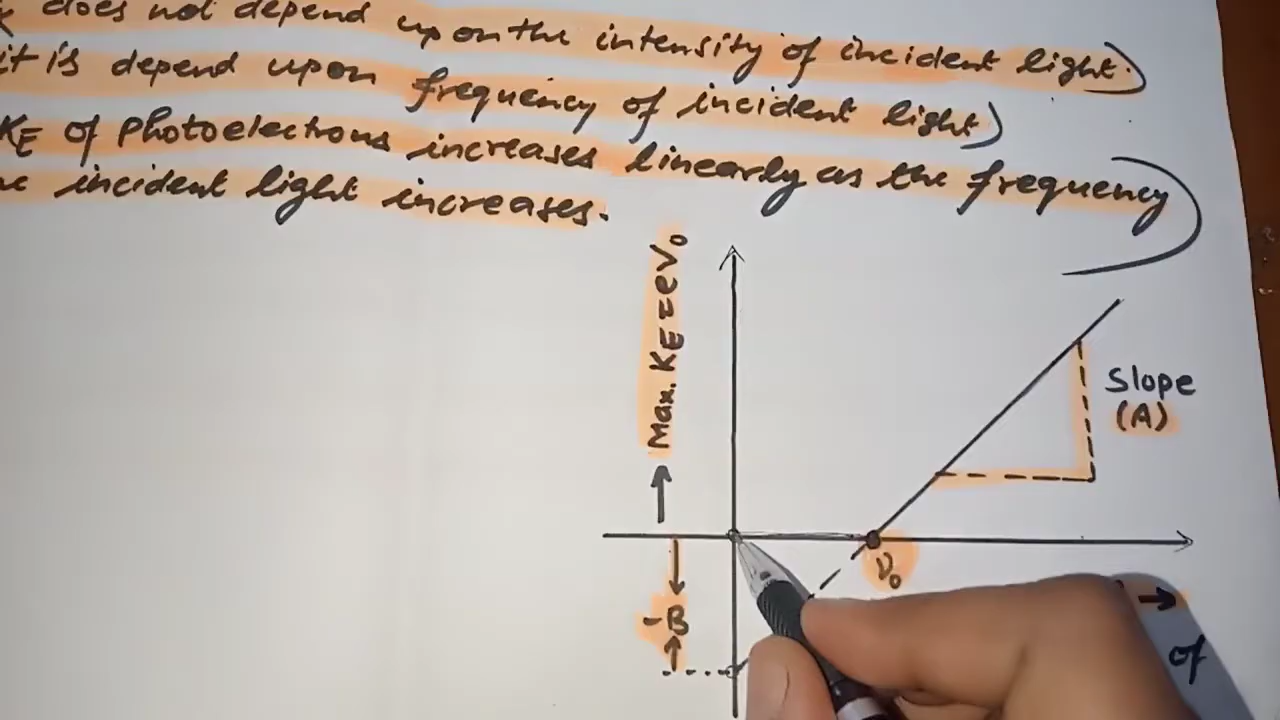 does not depend upon the intensity of incident light.)
it is depend upon frequency of incident light)
KE of Photoelectrons increases linearly as the frequency
incident light increases.
→ Max. KE = eV₀
Slope
(A)
ν₀
-B
→
of